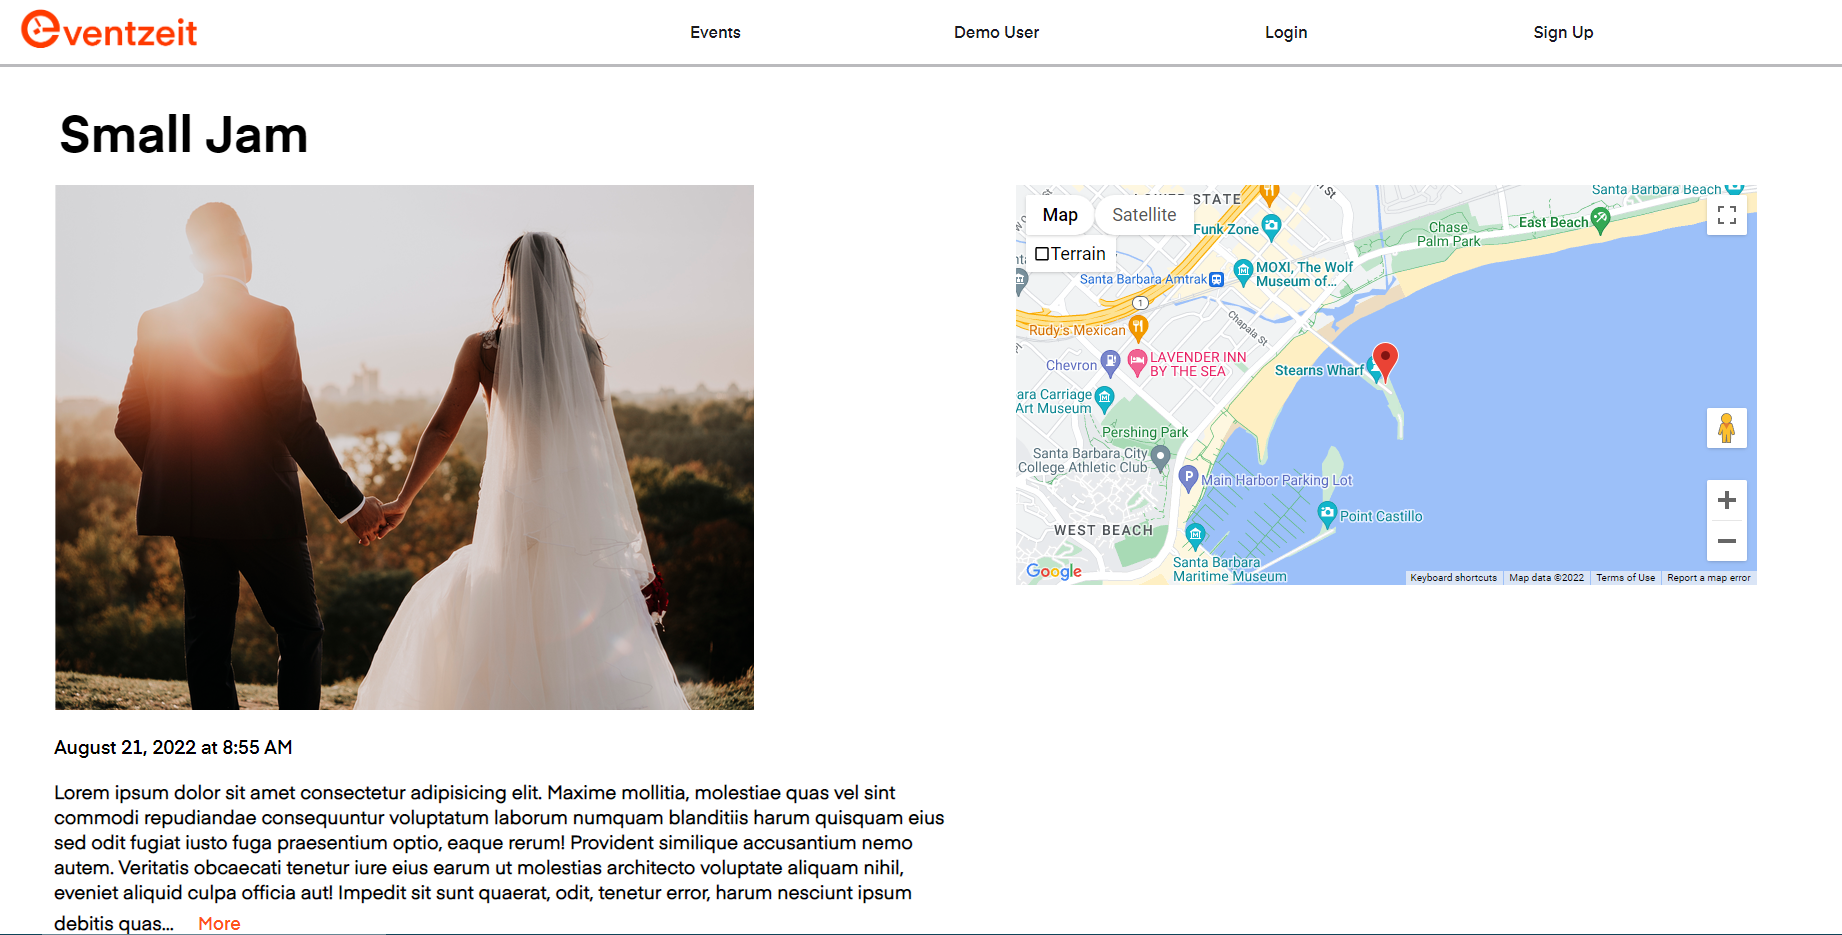 eventzeit
Events
Demo User
Login
Sign Up
Small Jam
Map
Satellite
Terrain
STATE
Santa Barbara Beach
Funk Zone
East Beach
Chase
Palm Park
MOXI, The Wolf
Museum of...
Santa Barbara Amtrak
1
Chapala St
Rudy's Mexican
LAVENDER INN
BY THE SEA
Chevron
Stearns Wharf
ara Carriage
Art Museum
Pershing Park
Santa Barbara City
College Athletic Club
P
Main Harbor Parking Lot
WEST BEACH
Point Castillo
Santa Barbara
Maritime Museum
Google
Keyboard shortcuts
Map data ©2022
Terms of Use
Report a map error
August 21, 2022 at 8:55 AM
Lorem ipsum dolor sit amet consectetur adipisicing elit. Maxime mollitia, molestiae quas vel sint
commodi repudiandae consequuntur voluptatum laborum numquam blanditiis harum quisquam eius
sed odit fugiat iusto fuga praesentium optio, eaque rerum! Provident similique accusantium nemo
autem. Veritatis obcaecati tenetur iure eius earum ut molestias architecto voluptate aliquam nihil,
eveniet aliquid culpa officia aut! Impedit sit sunt quaerat, odit, tenetur error, harum nesciunt ipsum
debitis quas... More